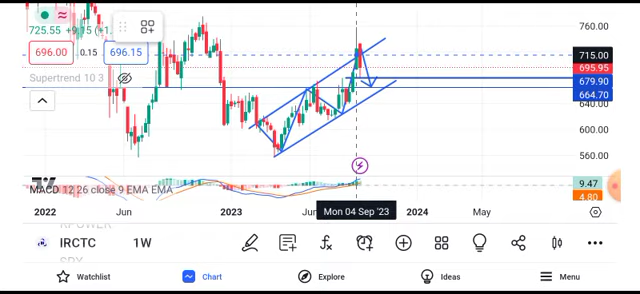 725.55 +9.15 (+1.
696.00 0.15 696.15
Supertrend 10 3
760.00
715.00
695.95
679.90
664.70
640.00
600.00
560.00
MACD 12 26 close 9 EMA EMA
9.47
4.80
2022 Jun 2023 Mon 04 Sep '23 2024 May
IRCTC 1W
Watchlist Chart Explore Ideas Menu